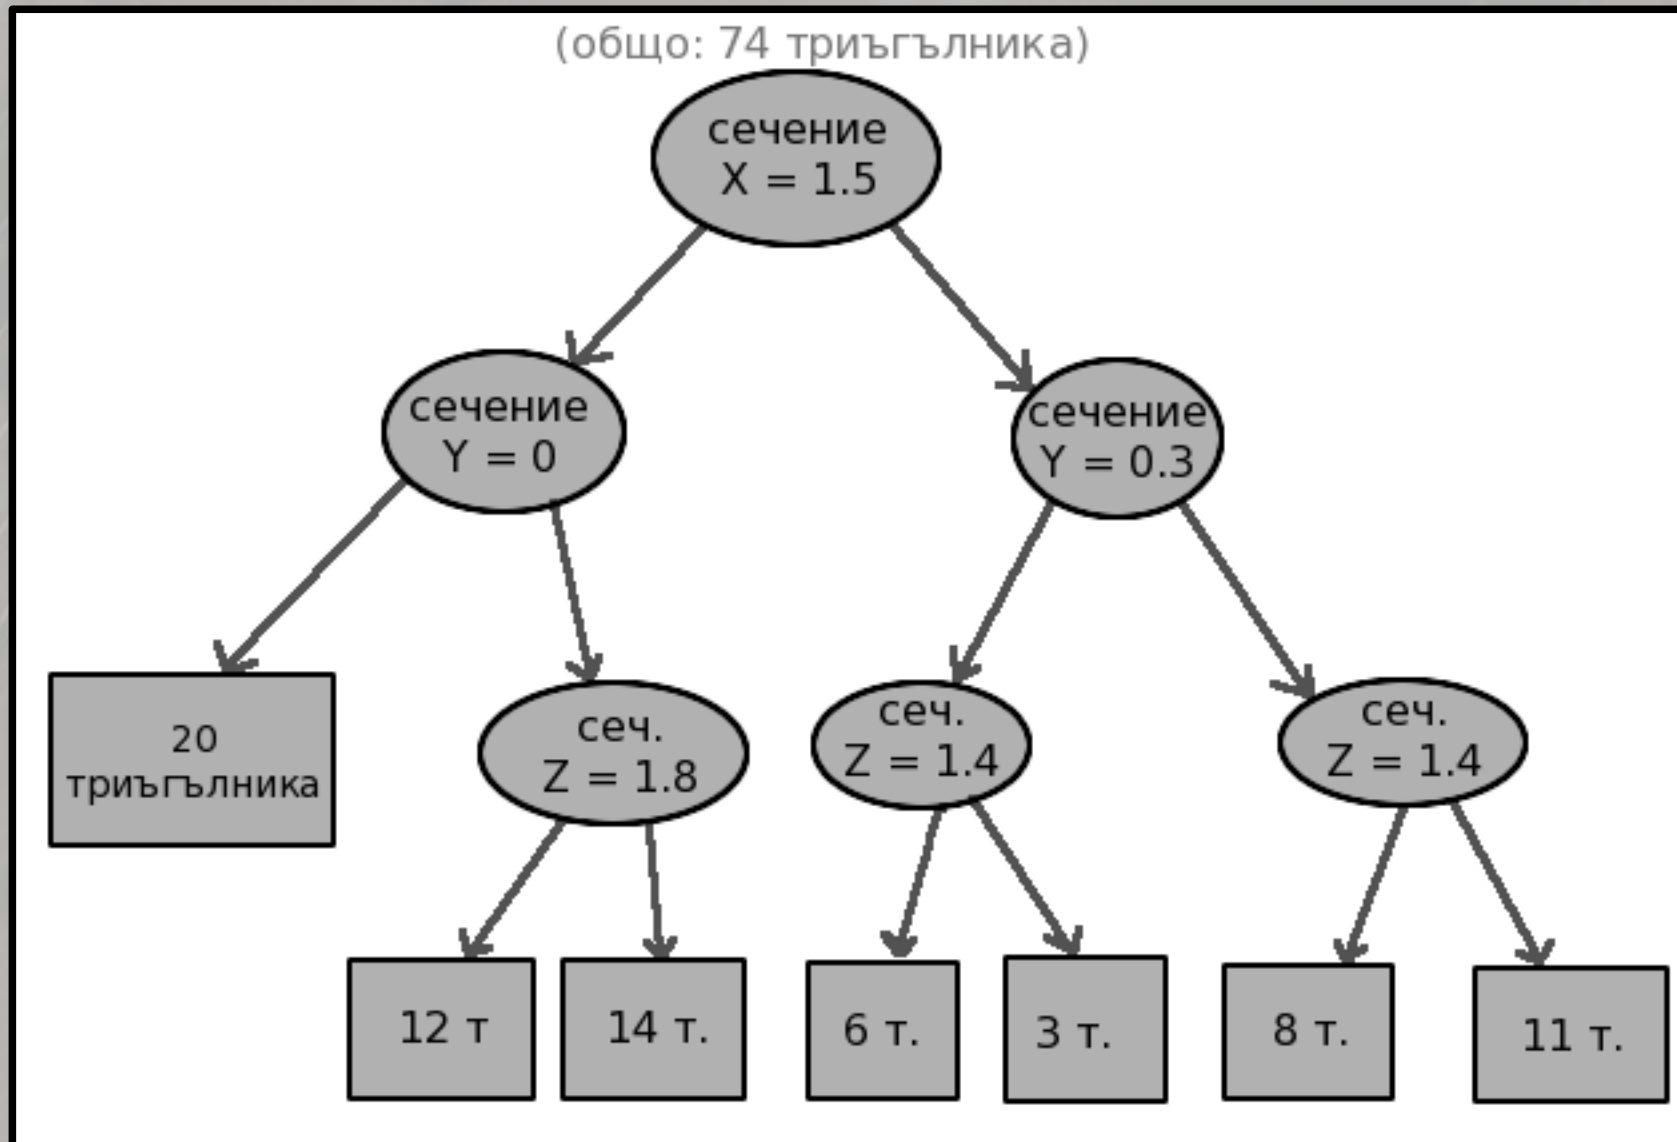 (общо: 74 триъгълника)
сечение
X = 1.5
сечение
Y = 0
сечение
Y = 0.3
20
триъгълника
сеч.
Z = 1.8
сеч.
Z = 1.4
сеч.
Z = 1.4
12 т
14 т.
6 т.
3 т.
8 т.
11 т.